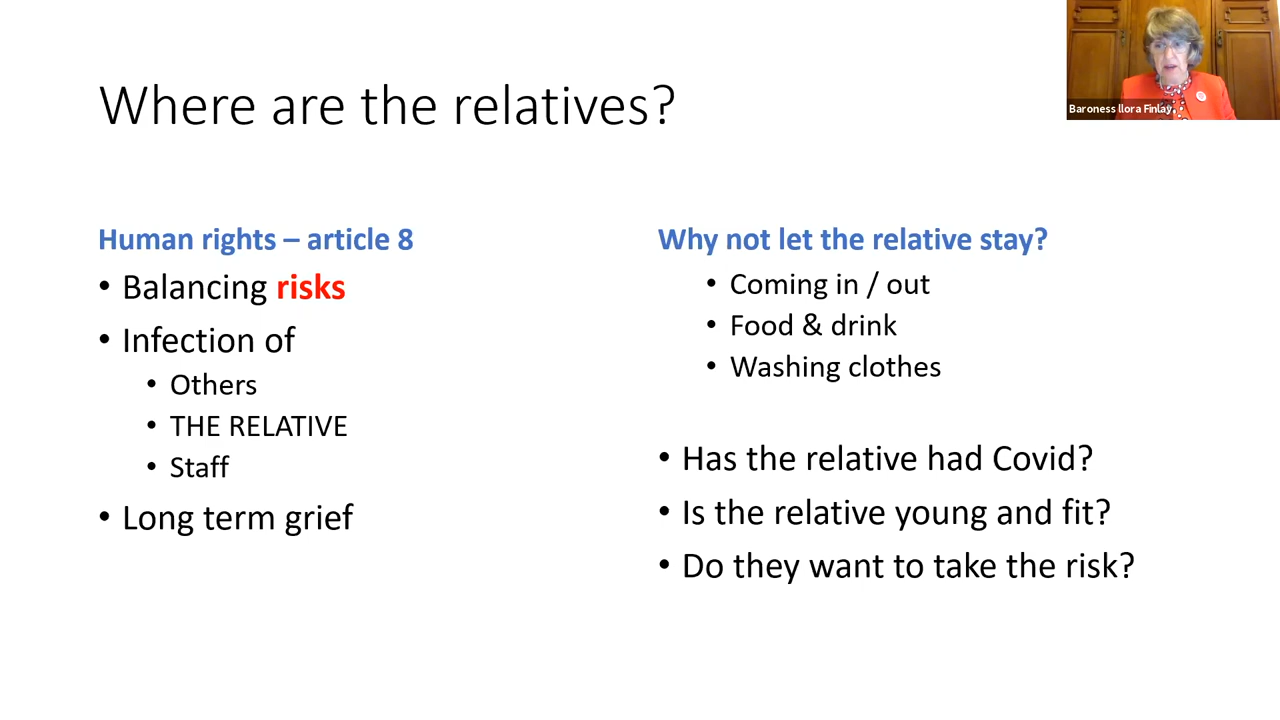 Where are the relatives?
Baroness Ilora Finlay
Human rights – article 8
• Balancing risks
• Infection of
• Others
• THE RELATIVE
• Staff
• Long term grief
Why not let the relative stay?
• Coming in / out
• Food & drink
• Washing clothes
• Has the relative had Covid?
• Is the relative young and fit?
• Do they want to take the risk?